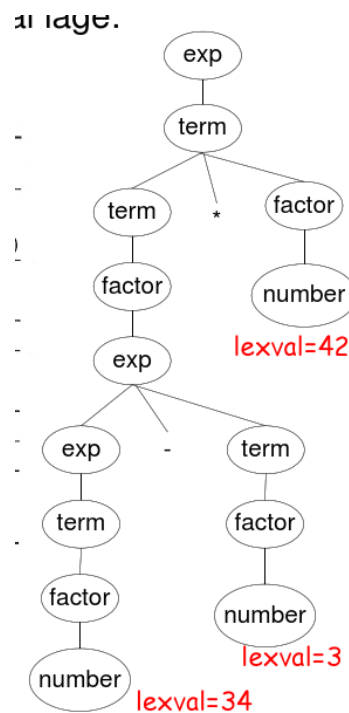 exp
term
term * factor
factor number
lexval=42
exp
exp - term
term factor
factor number
lexval=3
number
lexval=34